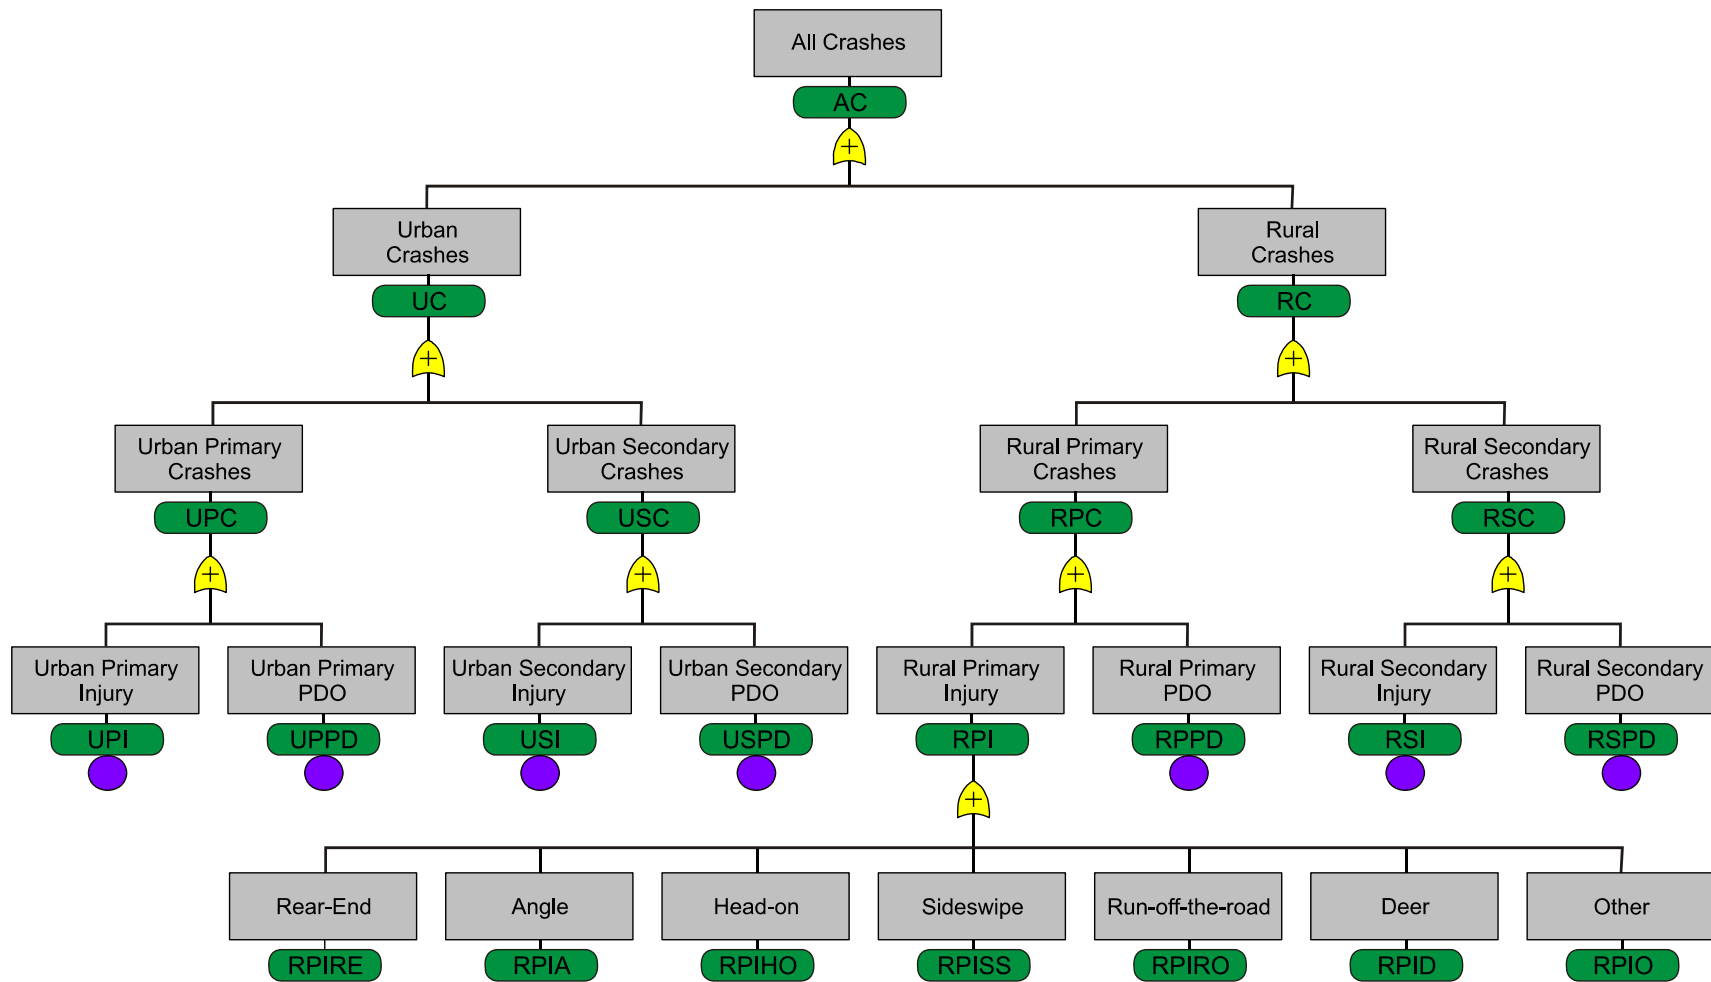 All Crashes
AC
+
Urban
Crashes
Rural
Crashes
UC
RC
+
+
Urban Primary
Crashes
Urban Secondary
Crashes
Rural Primary
Crashes
Rural Secondary
Crashes
UPC
USC
RPC
RSC
+
+
+
+
Urban Primary
Injury
Urban Primary
PDO
Urban Secondary
Injury
Urban Secondary
PDO
Rural Primary
Injury
Rural Primary
PDO
Rural Secondary
Injury
Rural Secondary
PDO
UPI
UPPD
USI
USPD
RPI
RPPD
RSI
RSPD
+
Rear-End
Angle
Head-on
Sideswipe
Run-off-the-road
Deer
Other
RPIRE
RPIA
RPIHO
RPISS
RPIRO
RPID
RPIO